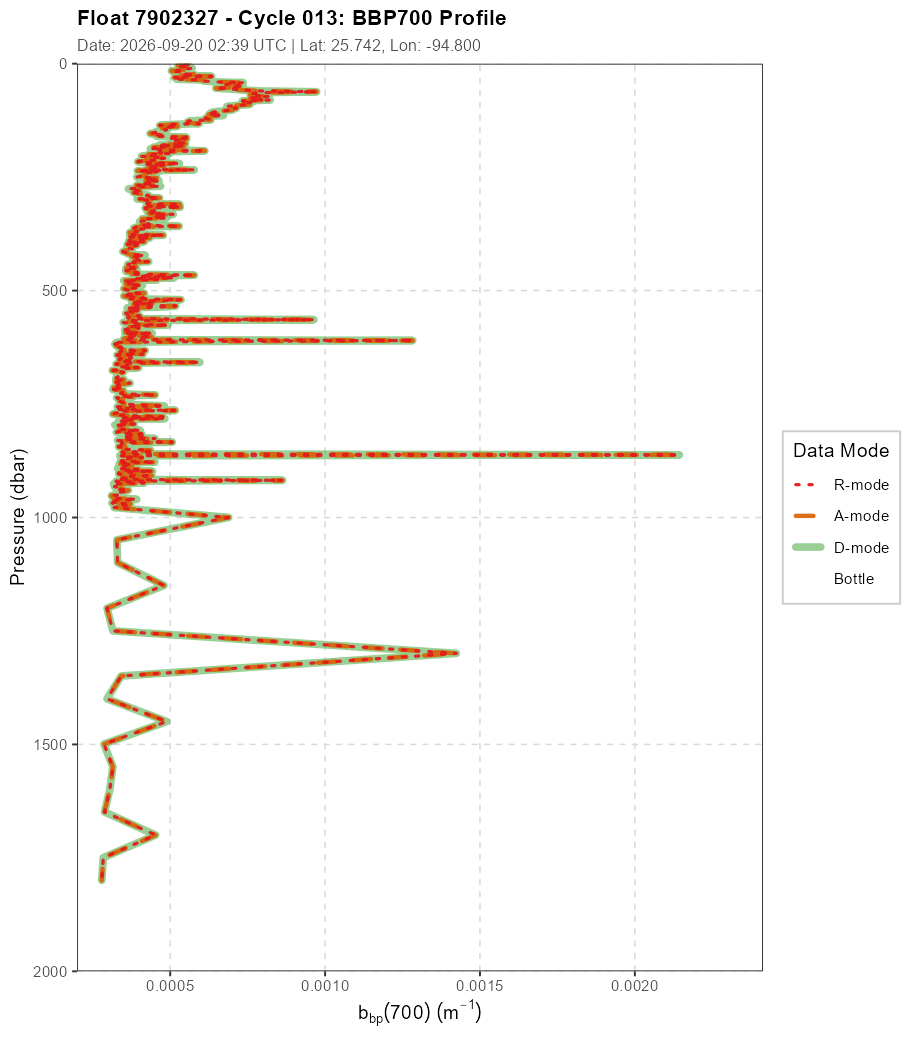 Float 7902327 - Cycle 013: BBP700 Profile
Date: 2026-09-20 02:39 UTC | Lat: 25.742, Lon: -94.800
0
500
1000
1500
2000
Pressure (dbar)
0.0005
0.0010
0.0015
0.0020
b_bp(700) (m⁻¹)
Data Mode
R-mode
A-mode
D-mode
Bottle